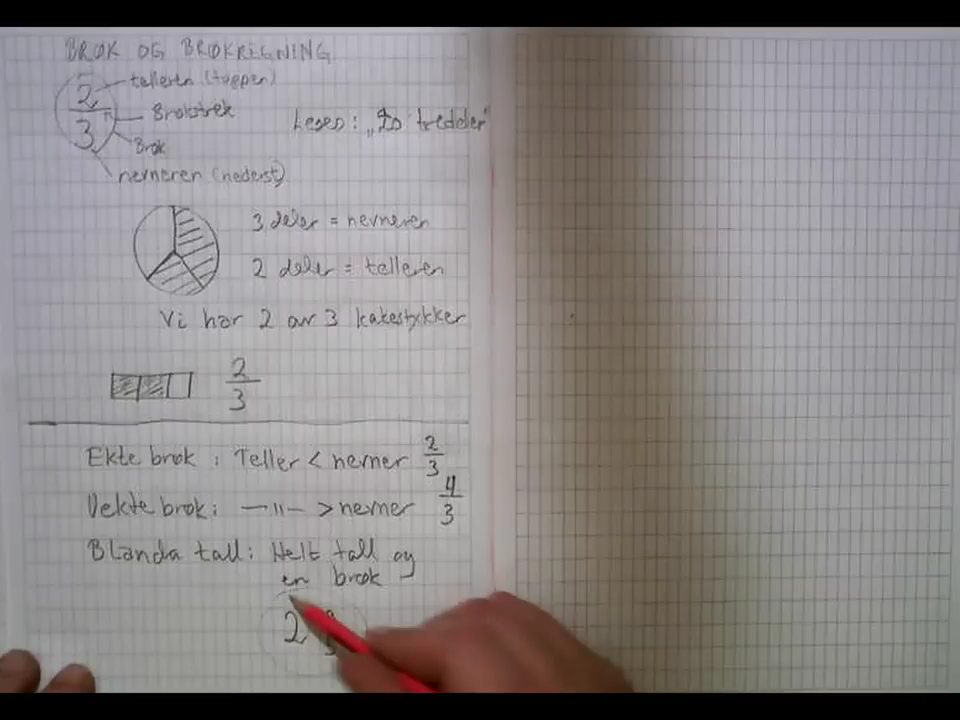 BRØK OG BRØKREGNING
2 telleren (toppen)
Brøkstrek
3
Leses: „To tredeler"
Brøk
nevneren (nederst)
3 deler = nevneren
2 deler = telleren
Vi har 2 av 3 kakestykker
2
3
Ekte brøk : Teller < nevner 2/3
Uekte brøk: —"— > nevner 4/3
Blanda tall: Helt tall og
en brøk
2